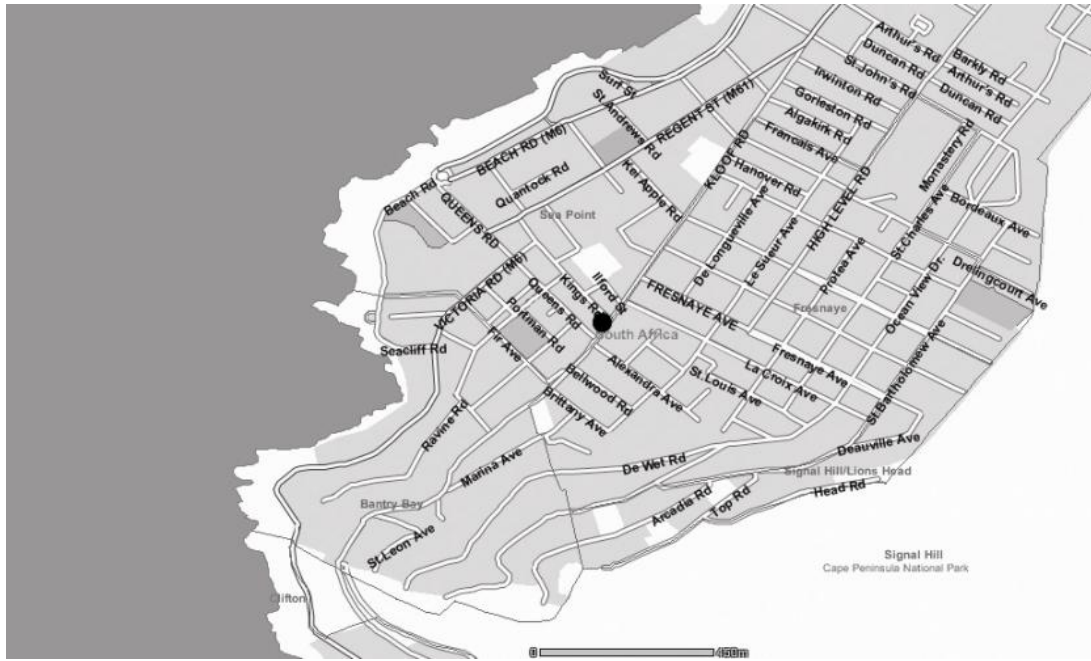 Arthur's Rd
Barkly Rd
Duncan Rd
Arthur's Rd
St.John's Rd
Duncan Rd
Irwinton Rd
Surf St
Gorleston Rd
St.Andrews Rd
REGENT ST (M61)
Algakirk Rd
Francais Ave
BEACH RD (M6)
Monastery Rd
KLOOF RD
Hanover Rd
Quantock Rd
Kei Apple Rd
Beach Rd
QUEENS RD
HIGH LEVEL RD
St.Charles Ave
Bordeaux Ave
Sea Point
De Longueville Ave
Le Sueur Ave
Protea Ave
Drelingcourt Ave
VICTORIA RD (M6)
Ocean View Dr.
Kings Rd
Ilford St
Queens Rd
FRESNAYE AVE
Fresnaye
Portman Rd
South Africa
Seacliff Rd
Fir Ave
Fresnaye Ave
Alexandra Ave
La Croix Ave
St.Louis Ave
Bellwood Rd
St.Bartholomew Ave
Brittany Ave
Ravine Rd
Deauville Ave
Marina Ave
De Wet Rd
Signal Hill/Lions Head
Head Rd
Bantry Bay
Arcadia Rd
Top Rd
St.Leon Ave
Signal Hill
Cape Peninsula National Park
Clifton
0
450m